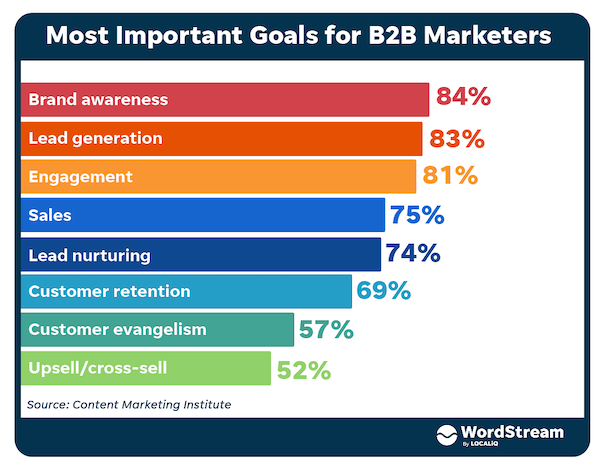 Most Important Goals for B2B Marketers
Brand awareness 84%
Lead generation 83%
Engagement 81%
Sales 75%
Lead nurturing 74%
Customer retention 69%
Customer evangelism 57%
Upsell/cross-sell 52%
Source: Content Marketing Institute
WordStream
By LOCALiQ